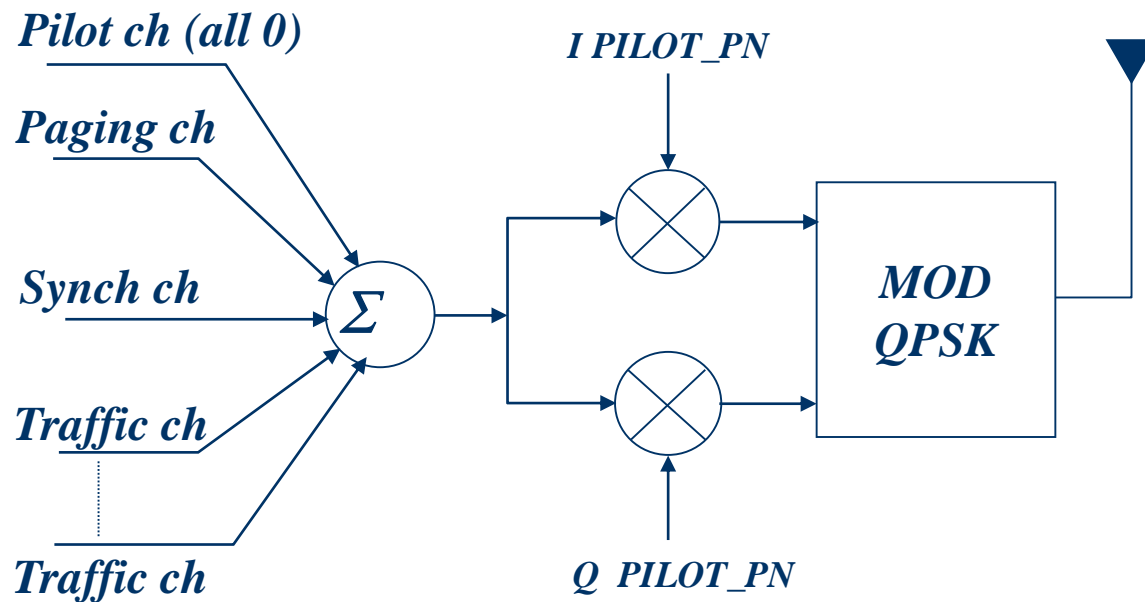 Pilot ch (all 0)
I PILOT_PN
Paging ch
Synch ch
Σ
MOD
QPSK
Traffic ch
Traffic ch
Q PILOT_PN